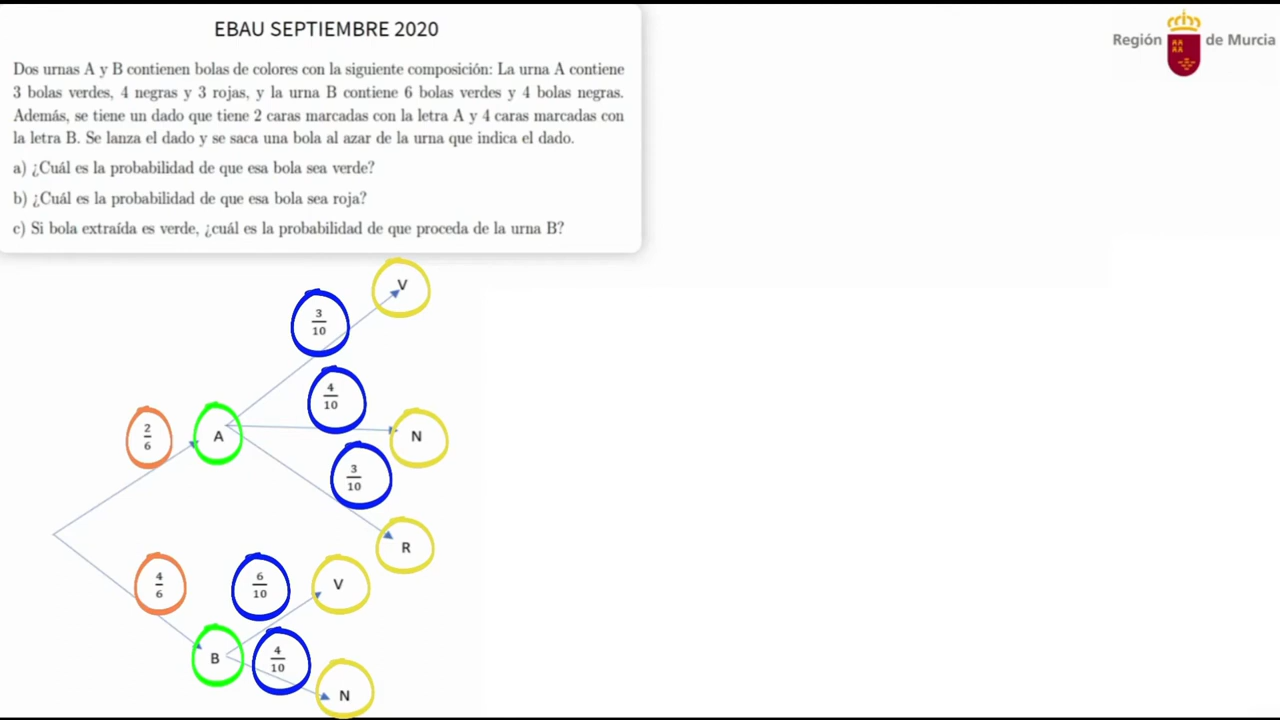 EBAU SEPTIEMBRE 2020
Región de Murcia
Dos urnas A y B contienen bolas de colores con la siguiente composición: La urna A contiene
3 bolas verdes, 4 negras y 3 rojas, y la urna B contiene 6 bolas verdes y 4 bolas negras.
Además, se tiene un dado que tiene 2 caras marcadas con la letra A y 4 caras marcadas con
la letra B. Se lanza el dado y se saca una bola al azar de la urna que indica el dado.
a) ¿Cuál es la probabilidad de que esa bola sea verde?
b) ¿Cuál es la probabilidad de que esa bola sea roja?
c) Si bola extraída es verde, ¿cuál es la probabilidad de que proceda de la urna B?
V
3/10
4/10
2/6
A
N
3/10
R
4/6
6/10
V
B
4/10
N